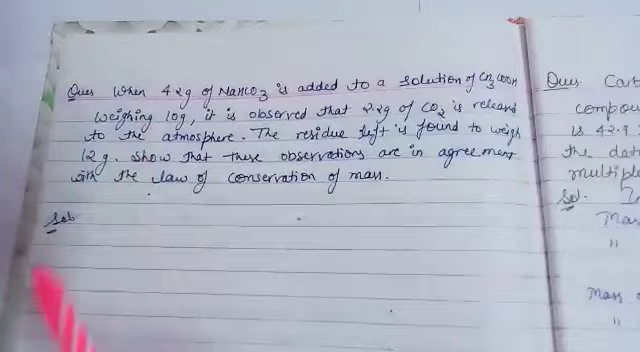 Ques When 4.2g of NaHCO3 is added to a solution of CH3COOH
weighing 10g, it is observed that 2.2g of CO2 is released
to the atmosphere. The residue left is found to weigh
12 g. Show that these observations are in agreement
with the law of conservation of mass.
Sol.
Ques Carb
compou
is 42.9
the dat
multiple
Sol.
Mas
"
Mass o
"